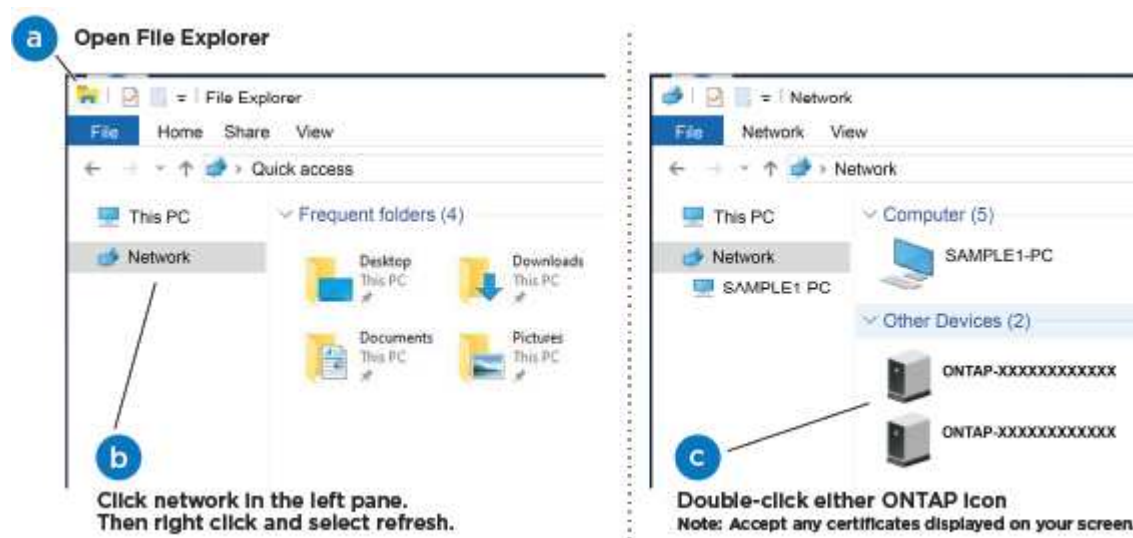 a Open File Explorer
File Explorer
File Home Share View
Quick access
This PC
Network
Frequent folders (4)
Desktop
This PC
Downloads
This PC
Documents
This PC
Pictures
This PC
b
Click network in the left pane.
Then right click and select refresh.
Network
File Network View
Network
This PC
Network
SAMPLE1 PC
Computer (5)
SAMPLE1-PC
Other Devices (2)
ONTAP-XXXXXXXXXXXX
ONTAP-XXXXXXXXXXXX
c
Double-click either ONTAP icon
Note: Accept any certificates displayed on your screen